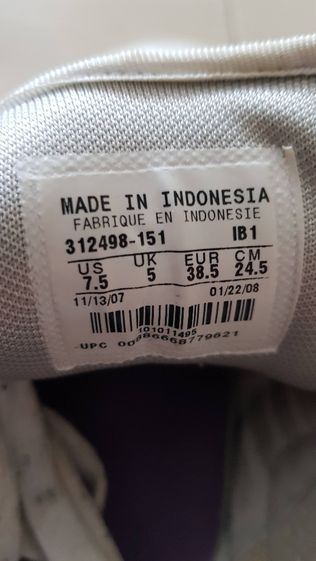 MADE IN INDONESIA
FABRIQUE EN INDONESIE
312498-151 IB1
US UK EUR CM
7.5 5 38.5 24.5
11/13/07 01/22/08
101011495
UPC 00886668779621